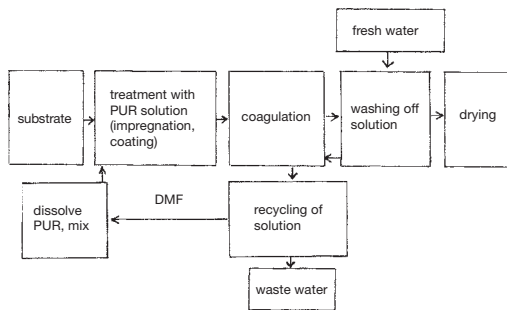 fresh water
substrate
treatment with
PUR solution
(impregnation,
coating)
coagulation
washing off
solution
drying
dissolve
PUR, mix
DMF
recycling of
solution
waste water